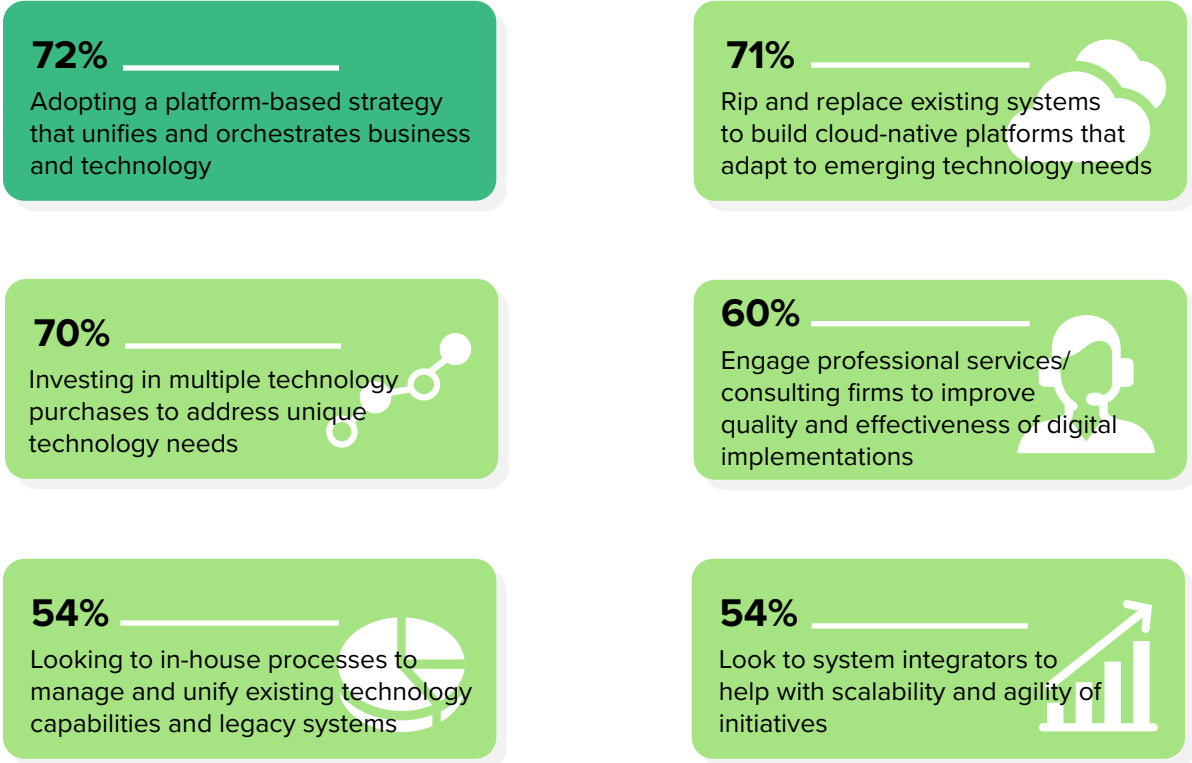 72%
Adopting a platform-based strategy
that unifies and orchestrates business
and technology
71%
Rip and replace existing systems
to build cloud-native platforms that
adapt to emerging technology needs
70%
Investing in multiple technology
purchases to address unique
technology needs
60%
Engage professional services/
consulting firms to improve
quality and effectiveness of digital
implementations
54%
Looking to in-house processes to
manage and unify existing technology
capabilities and legacy systems
54%
Look to system integrators to
help with scalability and agility of
initiatives